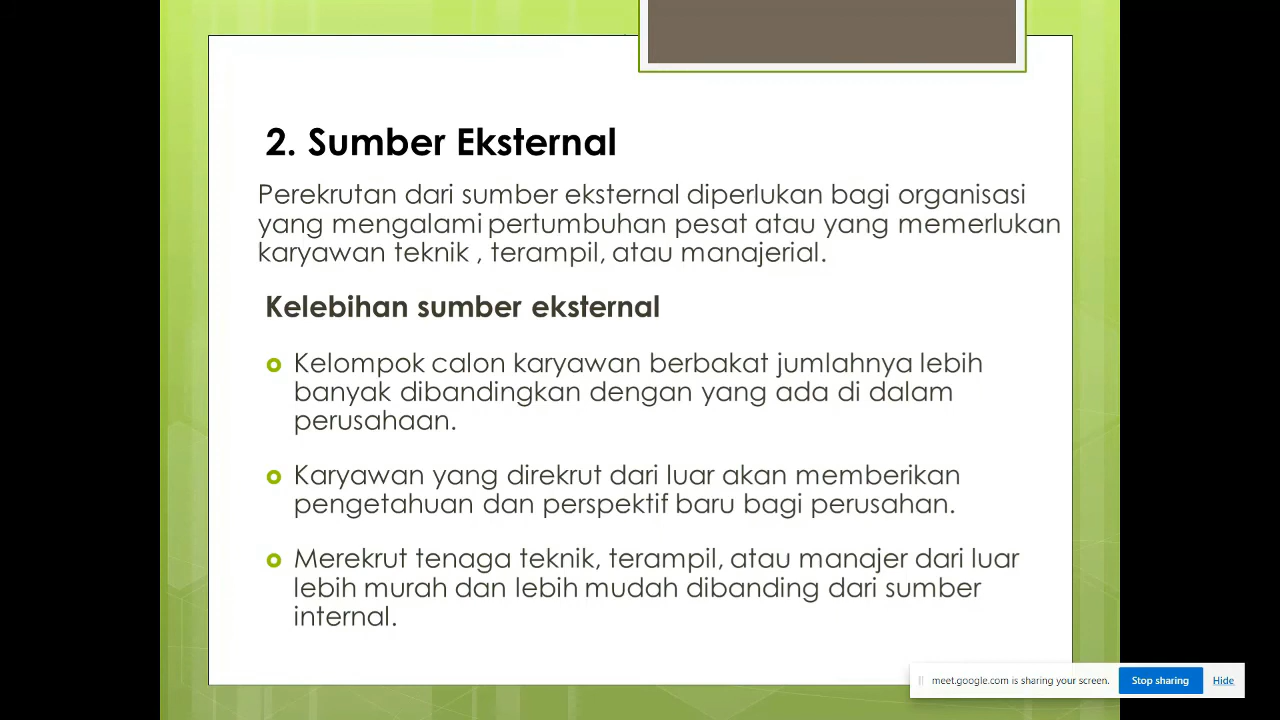 2. Sumber Eksternal
Perekrutan dari sumber eksternal diperlukan bagi organisasi
yang mengalami pertumbuhan pesat atau yang memerlukan
karyawan teknik , terampil, atau manajerial.
Kelebihan sumber eksternal
Kelompok calon karyawan berbakat jumlahnya lebih
banyak dibandingkan dengan yang ada di dalam
perusahaan.
Karyawan yang direkrut dari luar akan memberikan
pengetahuan dan perspektif baru bagi perusahan.
Merekrut tenaga teknik, terampil, atau manajer dari luar
lebih murah dan lebih mudah dibanding dari sumber
internal.
meet.google.com is sharing your screen. Stop sharing Hide